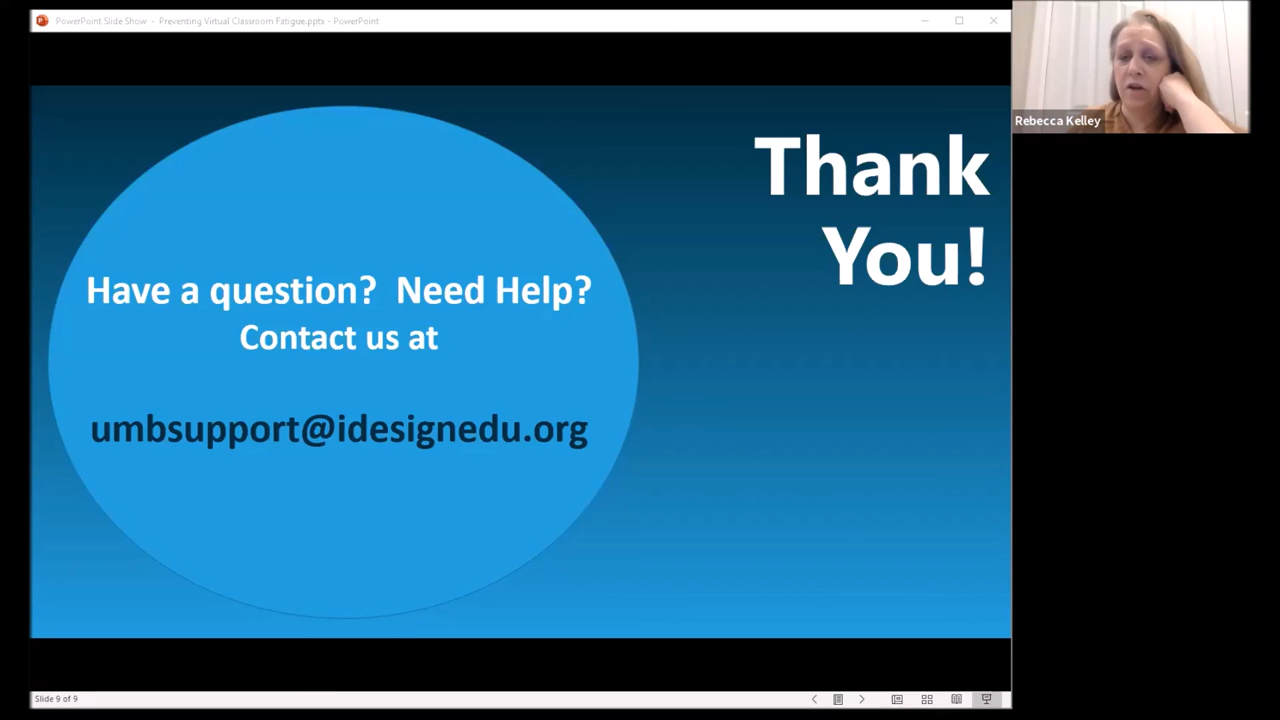 PowerPoint Slide Show - Preventing Virtual Classroom Fatigue.pptx - PowerPoint
Rebecca Kelley
Thank
You!
Have a question?  Need Help?
Contact us at
umbsupport@idesignedu.org
Slide 9 of 9